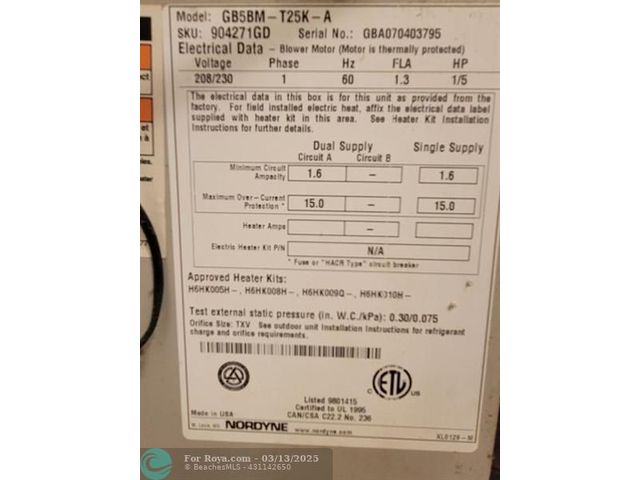 Model: GB5BM-T25K-A
SKU: 904271GD Serial No.: GBA070403795
Electrical Data - Blower Motor (Motor is thermally protected)
Voltage Phase Hz FLA HP
208/230 1 60 1.3 1/5
The electrical data in this box is for this unit as provided from the
factory. For field installed electric heat, affix the electrical data label
supplied with heater kit in this area. See Heater Kit Installation
Instructions for further details.
Dual Supply Single Supply
Circuit A Circuit B
Minimum Circuit
Ampacity 1.6 - 1.6
Maximum Over-Current
Protection * 15.0 - 15.0
Heater Amps -
Electric Heater Kit P/N N/A
* Fuse or "HACR Type" circuit breaker
Approved Heater Kits:
H6HK005H-, H6HK008H-, H6HK009Q-, H6HK010H-
Test external static pressure (in. W.C./kPa): 0.30/0.075
Orifice Size: TXV See outdoor unit Installation Instructions for refrigerant
charge and orifice requirements.
C ETL US
Listed 9801415
Certified to UL 1995
CAN/CSA C22.2 No. 236
Made in USA
NORDYNE
www.nordyne.com
XL0129-M
For Roya.com - 03/13/2025
© BeachesMLS - 431142650